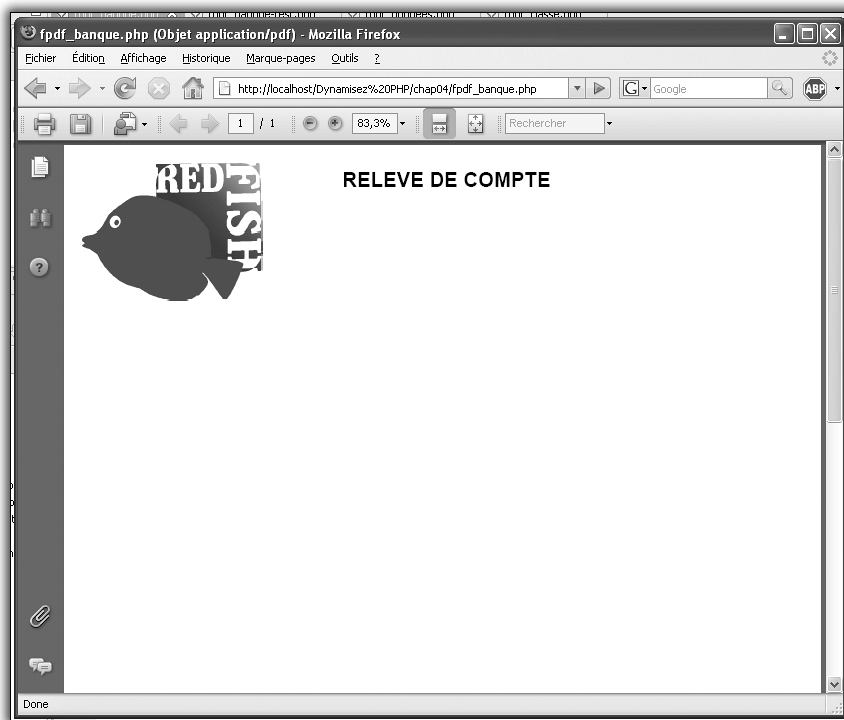 fpdf_banque.php (Objet application/pdf) - Mozilla Firefox
Fichier Édition Affichage Historique Marque-pages Outils ?
http://localhost/Dynamisez%20PHP/chap04/fpdf_banque.php G Google ABP
1 / 1 83,3% Rechercher
RED
FISH
RELEVE DE COMPTE
?
Done